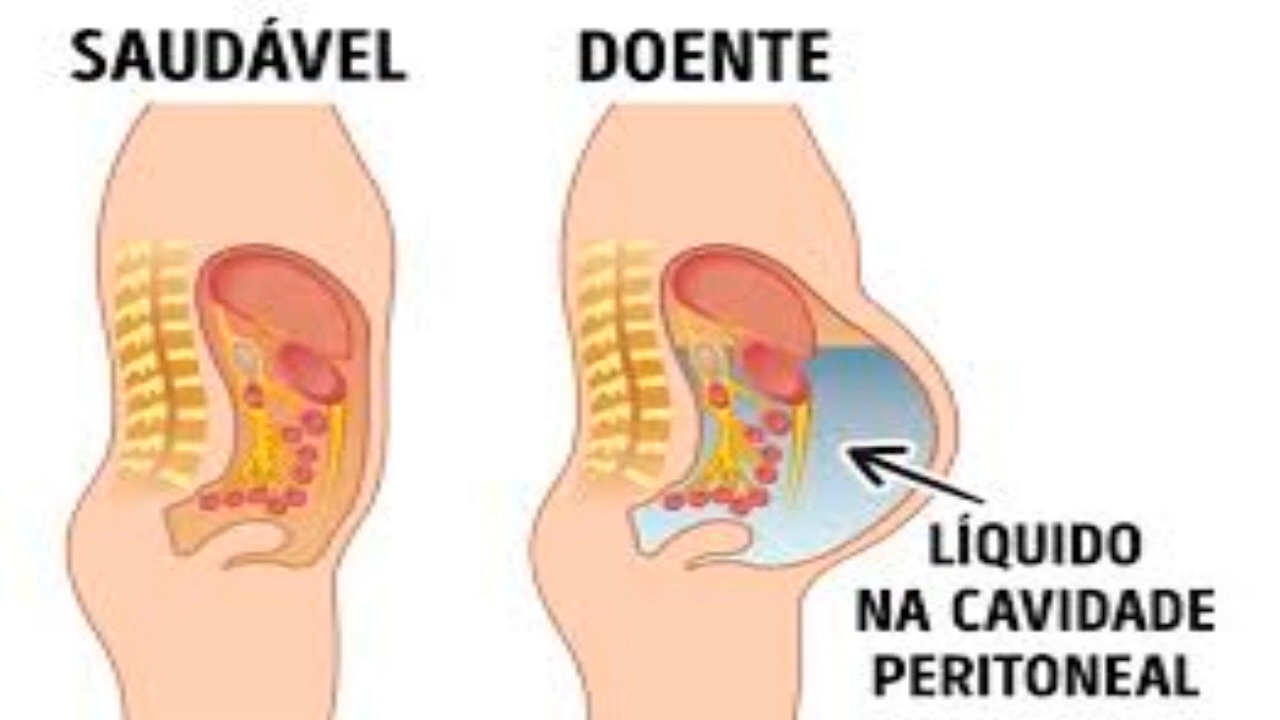 SAUDÁVEL
DOENTE
LÍQUIDO
NA CAVIDADE
PERITONEAL